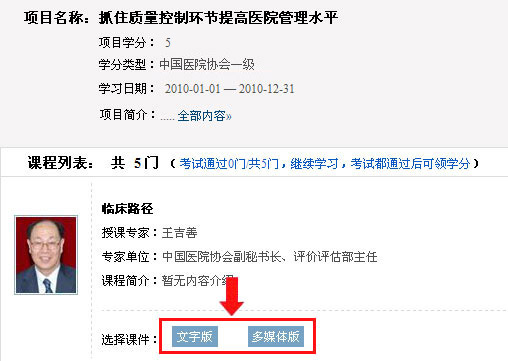 项目名称：抓住质量控制环节提高医院管理水平
项目学分： 5
学分类型：中国医院协会一级
学习日期： 2010-01-01 — 2010-12-31
项目简介：..... 全部内容»
课程列表： 共 5门 （考试通过0门/共5门，继续学习，考试都通过后可领学分）
临床路径
授课专家：王吉善
专家单位：中国医院协会副秘书长、评价评估部主任
课程简介：暂无内容介绍
选择课件： 文字版 多媒体版